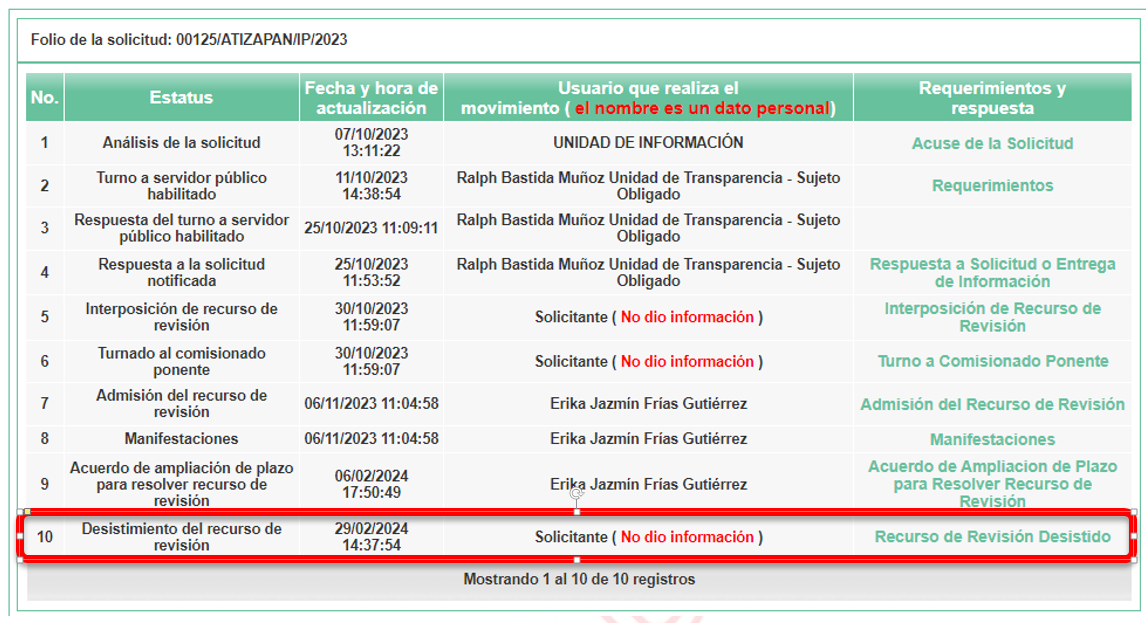 Folio de la solicitud: 00125/ATIZAPAN/IP/2023
No. Estatus Fecha y hora de actualización Usuario que realiza el movimiento ( el nombre es un dato personal) Requerimientos y respuesta
1 Análisis de la solicitud 07/10/2023 13:11:22 UNIDAD DE INFORMACIÓN Acuse de la Solicitud
2 Turno a servidor público habilitado 11/10/2023 14:38:54 Ralph Bastida Muñoz Unidad de Transparencia - Sujeto Obligado Requerimientos
3 Respuesta del turno a servidor público habilitado 25/10/2023 11:09:11 Ralph Bastida Muñoz Unidad de Transparencia - Sujeto Obligado
4 Respuesta a la solicitud notificada 25/10/2023 11:53:52 Ralph Bastida Muñoz Unidad de Transparencia - Sujeto Obligado Respuesta a Solicitud o Entrega de Información
5 Interposición de recurso de revisión 30/10/2023 11:59:07 Solicitante ( No dio información ) Interposición de Recurso de Revisión
6 Turnado al comisionado ponente 30/10/2023 11:59:07 Solicitante ( No dio información ) Turno a Comisionado Ponente
7 Admisión del recurso de revisión 06/11/2023 11:04:58 Erika Jazmín Frías Gutiérrez Admisión del Recurso de Revisión
8 Manifestaciones 06/11/2023 11:04:58 Erika Jazmín Frías Gutiérrez Manifestaciones
9 Acuerdo de ampliación de plazo para resolver recurso de revisión 06/02/2024 17:50:49 Erika Jazmín Frías Gutiérrez Acuerdo de Ampliacion de Plazo para Resolver Recurso de Revisión
10 Desistimiento del recurso de revisión 29/02/2024 14:37:54 Solicitante ( No dio información ) Recurso de Revisión Desistido
Mostrando 1 al 10 de 10 registros